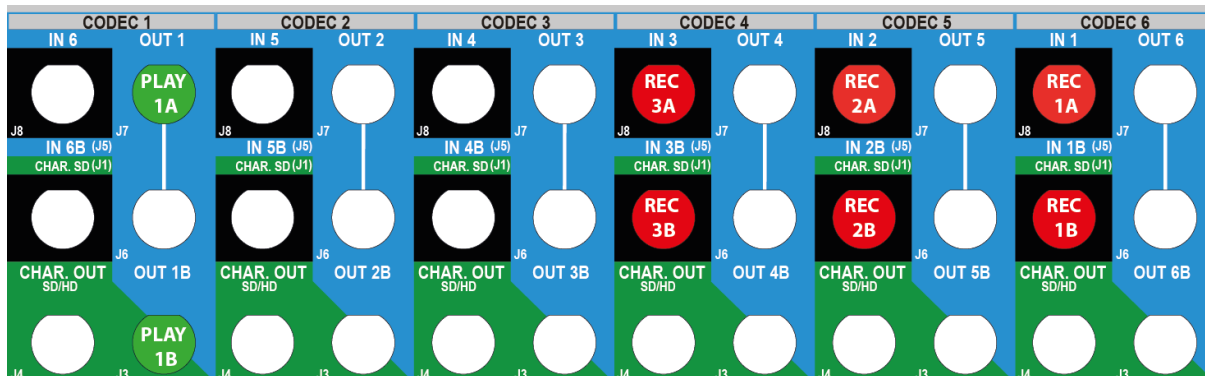 CODEC 1 CODEC 2 CODEC 3 CODEC 4 CODEC 5 CODEC 6
IN 6 OUT 1 IN 5 OUT 2 IN 4 OUT 3 IN 3 OUT 4 IN 2 OUT 5 IN 1 OUT 6
PLAY 1A REC 3A REC 2A REC 1A
J8 J7 J8 J7 J8 J7 J8 J7 J8 J7 J8 J7
IN 6B (J5) IN 5B (J5) IN 4B (J5) IN 3B (J5) IN 2B (J5) IN 1B (J5)
CHAR. SD (J1) CHAR. SD (J1) CHAR. SD (J1) CHAR. SD (J1) CHAR. SD (J1) CHAR. SD (J1)
REC 3B REC 2B REC 1B
J6 J6 J6 J6 J6 J6
CHAR. OUT OUT 1B CHAR. OUT OUT 2B CHAR. OUT OUT 3B CHAR. OUT OUT 4B CHAR. OUT OUT 5B CHAR. OUT OUT 6B
SD/HD SD/HD SD/HD SD/HD SD/HD SD/HD
PLAY 1B
J4 J3 J4 J3 J4 J3 J4 J3 J4 J3 J4 J3